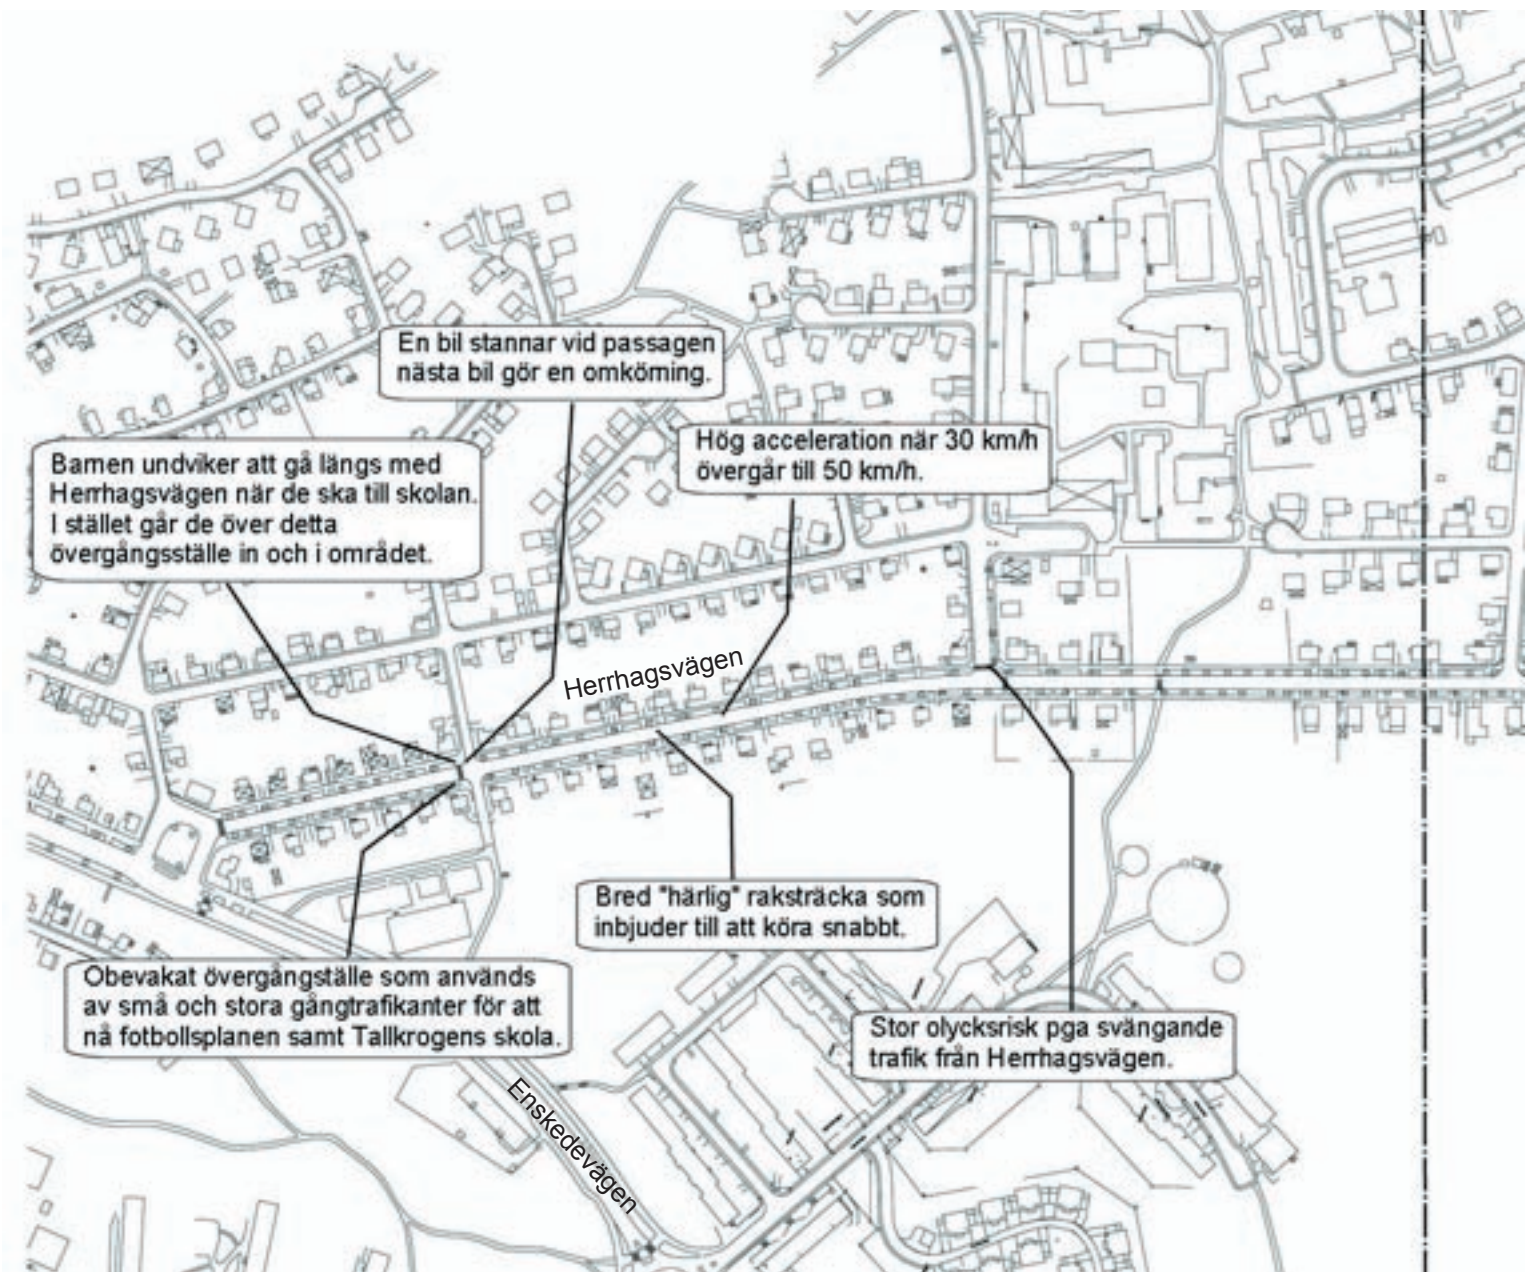 En bil stannar vid passagen
nästa bil gör en omkörning.
Hög acceleration när 30 km/h
övergår till 50 km/h.
Barnen undviker att gå längs med
Herrhagsvägen när de ska till skolan.
I stället går de över detta
övergångsställe in och i området.
Herrhagsvägen
Bred "härlig" raksträcka som
inbjuder till att köra snabbt.
Obevakat övergångställe som används
av små och stora gångtrafikanter för att
nå fotbollsplanen samt Tallkrogens skola.
Stor olycksrisk pga svängande
trafik från Herrhagsvägen.
Enskedevägen